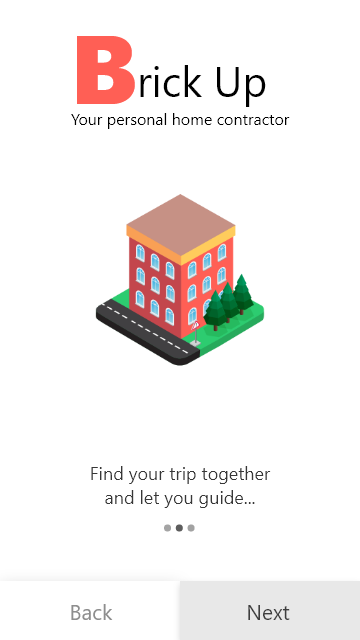 Brick Up
Your personal home contractor
Find your trip together
and let you guide...
Back
Next